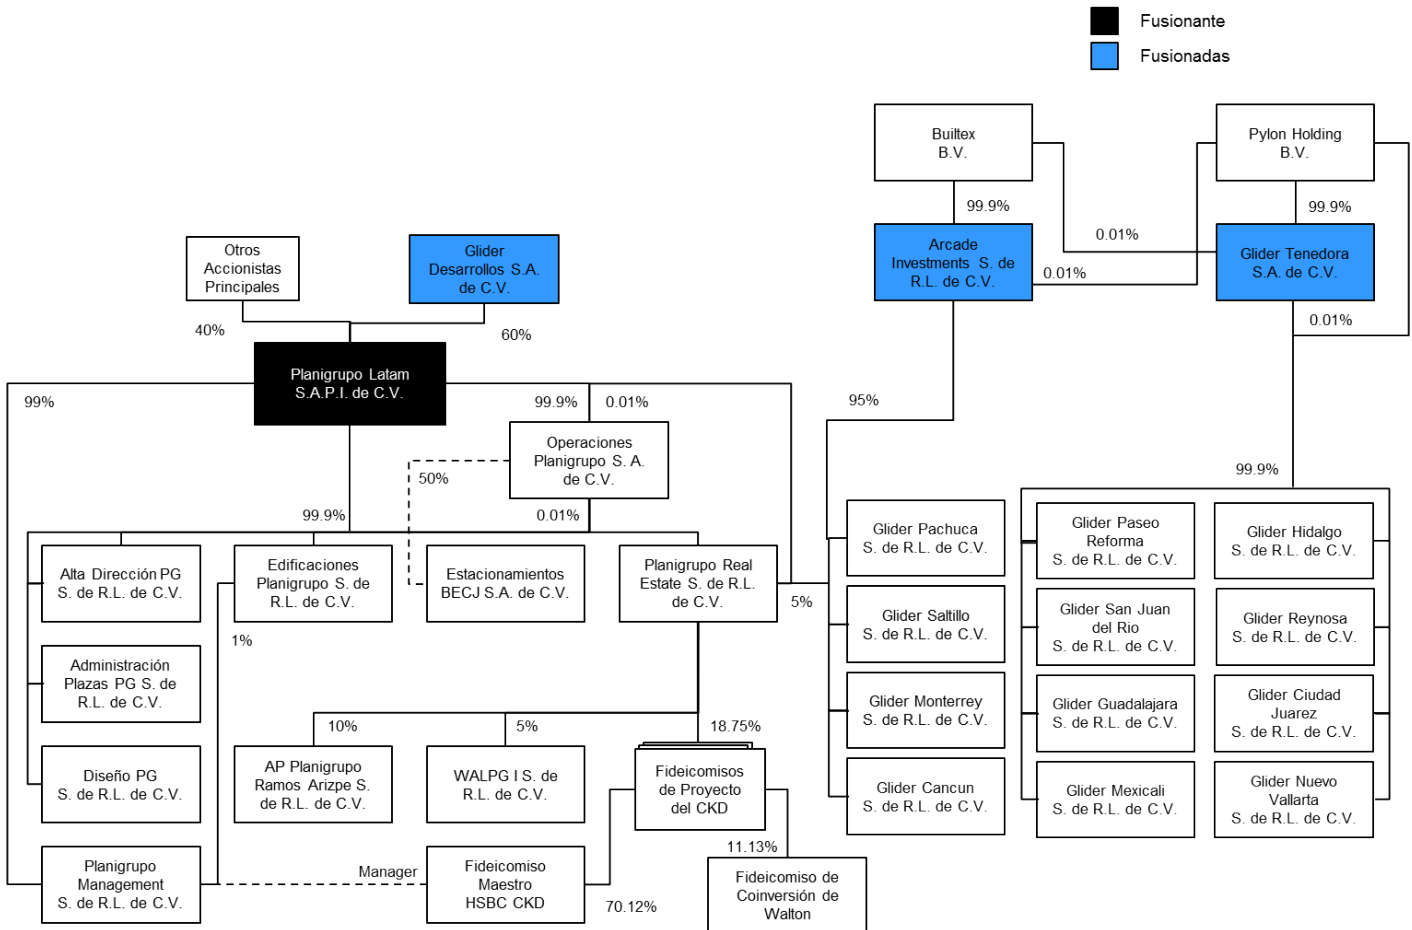 Fusionante
Fusionadas
Builtex
B.V.
Pylon Holding
B.V.
99.9%
99.9%
Otros
Accionistas
Principales
Glider
Desarrollos S.A.
de C.V.
Arcade
Investments S. de
R.L. de C.V.
0.01%
0.01%
Glider Tenedora
S.A. de C.V.
40%
60%
0.01%
Planigrupo Latam
S.A.P.I. de C.V.
99%
99.9%
0.01%
95%
Operaciones
Planigrupo S. A.
de C.V.
50%
99.9%
99.9%
0.01%
Alta Dirección PG
S. de R.L. de C.V.
Edificaciones
Planigrupo S. de
R.L. de C.V.
Estacionamientos
BECJ S.A. de C.V.
Planigrupo Real
Estate S. de R.L.
de C.V.
5%
1%
Glider Pachuca
S. de R.L. de C.V.
Glider Paseo
Reforma
S. de R.L. de C.V.
Glider Hidalgo
S. de R.L. de C.V.
Glider Saltillo
S. de R.L. de C.V.
Glider San Juan
del Rio
S. de R.L. de C.V.
Glider Reynosa
S. de R.L. de C.V.
Administración
Plazas PG S. de
R.L. de C.V.
Glider Monterrey
S. de R.L. de C.V.
Glider Guadalajara
S. de R.L. de C.V.
Glider Ciudad
Juarez
S. de R.L. de C.V.
10%
5%
18.75%
Diseño PG
S. de R.L. de C.V.
AP Planigrupo
Ramos Arizpe S.
de R.L. de C.V.
WALPG I S. de
R.L. de C.V.
Fideicomisos
de Proyecto
del CKD
Glider Cancun
S. de R.L. de C.V.
Glider Mexicali
S. de R.L. de C.V.
Glider Nuevo
Vallarta
S. de R.L. de C.V.
11.13%
Planigrupo
Management
S. de R.L. de C.V.
Manager
Fideicomiso
Maestro
HSBC CKD
70.12%
Fideicomiso de
Coinversión de
Walton